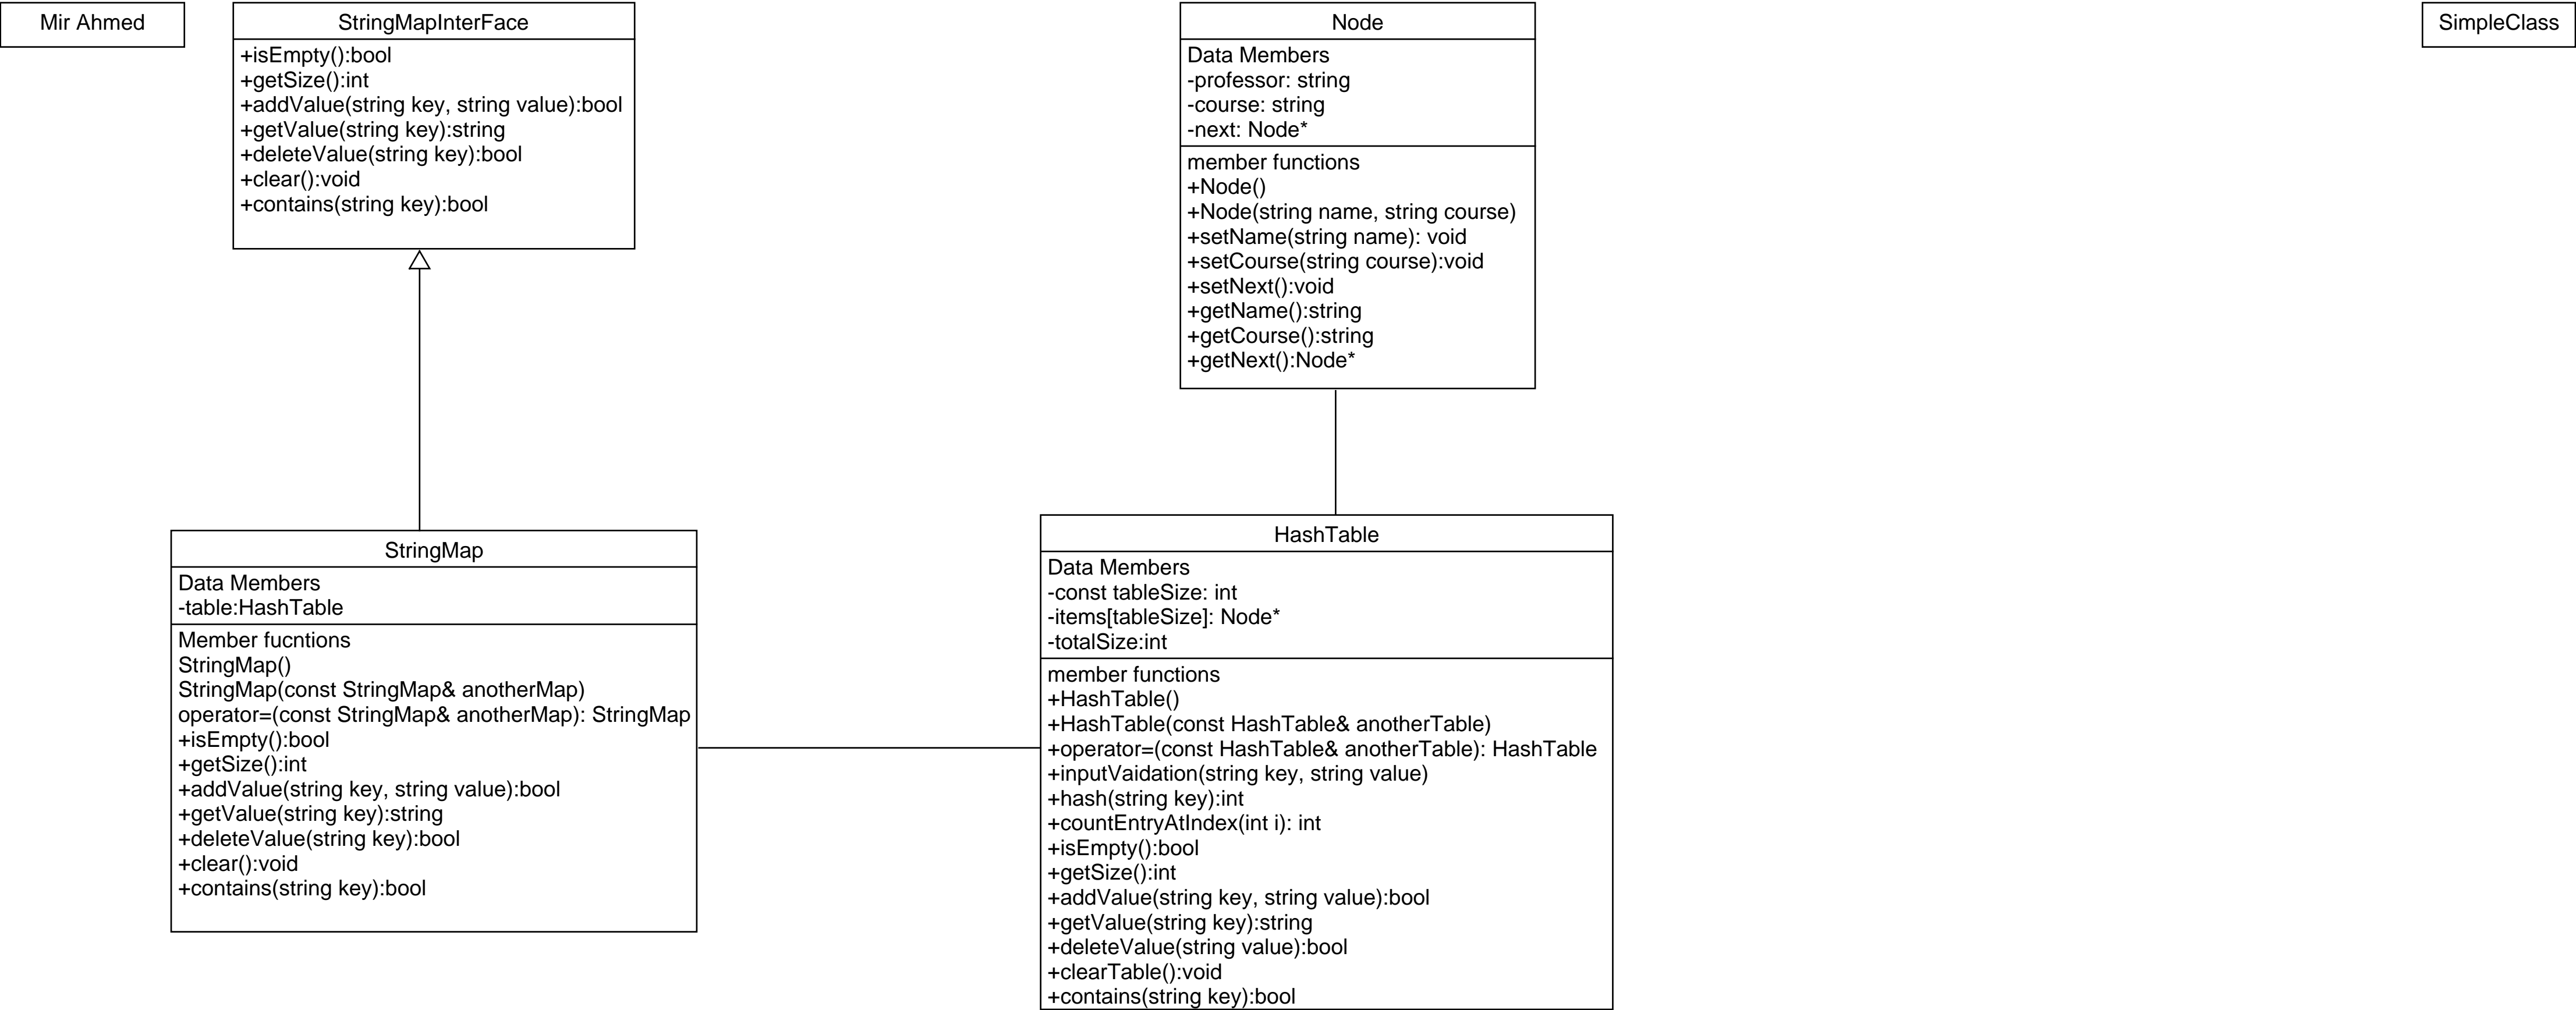 Mir Ahmed
StringMapInterFace
+isEmpty():bool
+getSize():int
+addValue(string key, string value):bool
+getValue(string key):string
+deleteValue(string key):bool
+clear():void
+contains(string key):bool
Node
Data Members
-professor: string
-course: string
-next: Node*
member functions
+Node()
+Node(string name, string course)
+setName(string name): void
+setCourse(string course):void
+setNext():void
+getName():string
+getCourse():string
+getNext():Node*
SimpleClass
StringMap
Data Members
-table:HashTable
Member fucntions
StringMap()
StringMap(const StringMap& anotherMap)
operator=(const StringMap& anotherMap): StringMap
+isEmpty():bool
+getSize():int
+addValue(string key, string value):bool
+getValue(string key):string
+deleteValue(string key):bool
+clear():void
+contains(string key):bool
HashTable
Data Members
-const tableSize: int
-items[tableSize]: Node*
-totalSize:int
member functions
+HashTable()
+HashTable(const HashTable& anotherTable)
+operator=(const HashTable& anotherTable): HashTable
+inputVaidation(string key, string value)
+hash(string key):int
+countEntryAtIndex(int i): int
+isEmpty():bool
+getSize():int
+addValue(string key, string value):bool
+getValue(string key):string
+deleteValue(string value):bool
+clearTable():void
+contains(string key):bool